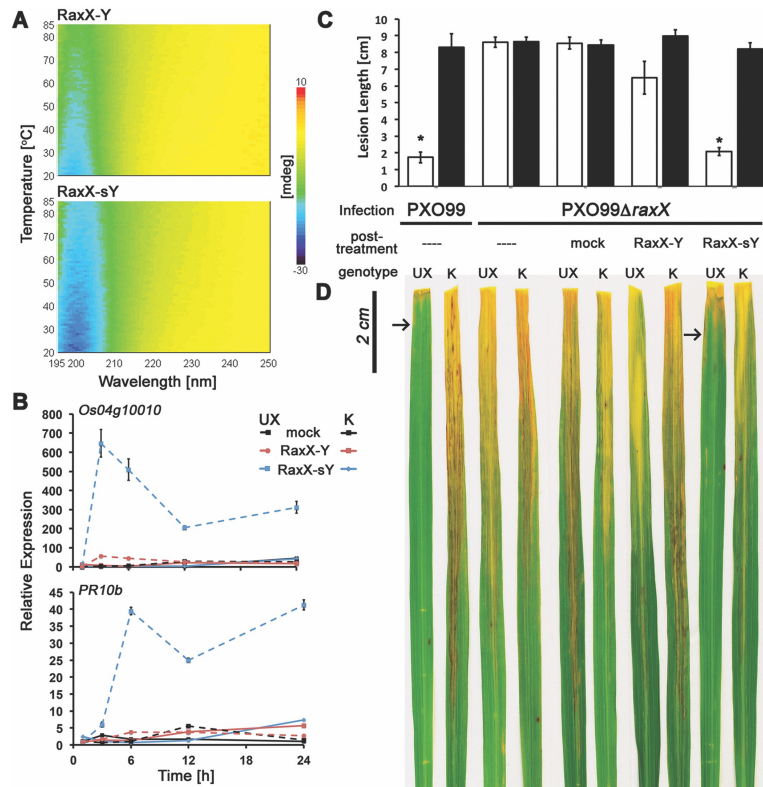 A
RaxX-Y
85
80
70
60
50
40
30
20
RaxX-sY
85
80
70
60
50
40
30
20
Temperature [°C]
195 200 210 220 230 240 250
Wavelength [nm]
10
[mdeg]
-30
B
Os04g10010
800
700
600
500
400
300
200
100
0
UX K
mock
RaxX-Y
RaxX-sY
Relative Expression
PR10b
45
40
35
30
25
20
15
10
5
0
0 6 12 18 24
Time [h]
C
Lesion Length [cm]
10
9
8
7
6
5
4
3
2
1
0
* *
Infection PXO99 PXO99ΔraxX
post-treatment ---- ---- mock RaxX-Y RaxX-sY
genotype UX K UX K UX K UX K UX K
D
2 cm